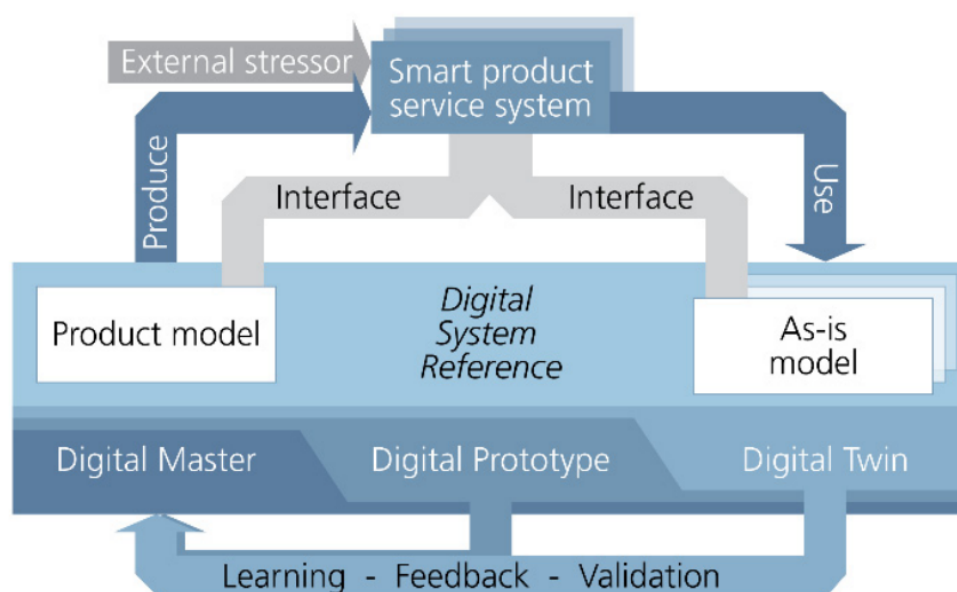 External stressor
Smart product
service system
Produce
Use
Interface
Interface
Product model
Digital
System
Reference
As-is
model
Digital Master
Digital Prototype
Digital Twin
Learning - Feedback - Validation